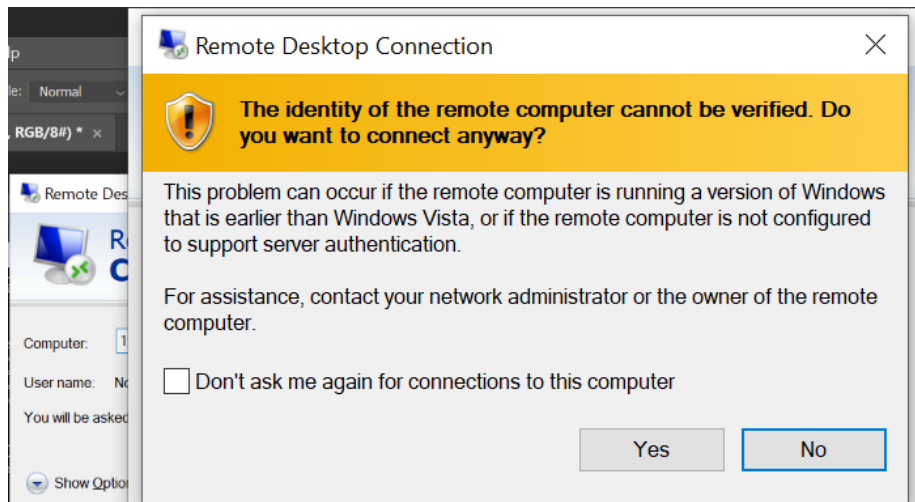 Remote Desktop Connection
The identity of the remote computer cannot be verified. Do
you want to connect anyway?
This problem can occur if the remote computer is running a version of Windows
that is earlier than Windows Vista, or if the remote computer is not configured
to support server authentication.
For assistance, contact your network administrator or the owner of the remote
computer.
Don't ask me again for connections to this computer
Yes No
Normal
RGB/8#) * ×
Remote Des
Computer:
User name:
You will be asked
Show Optio